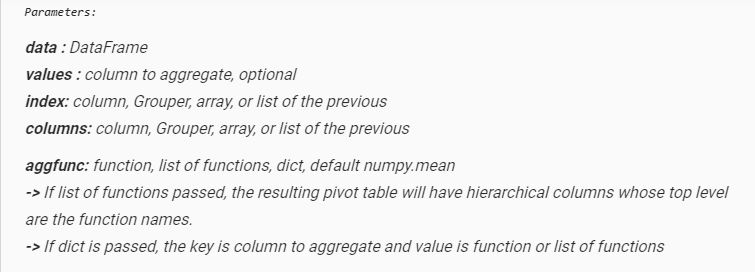 Parameters:
data : DataFrame
values : column to aggregate, optional
index: column, Grouper, array, or list of the previous
columns: column, Grouper, array, or list of the previous
aggfunc: function, list of functions, dict, default numpy.mean
-> If list of functions passed, the resulting pivot table will have hierarchical columns whose top level
are the function names.
-> If dict is passed, the key is column to aggregate and value is function or list of functions